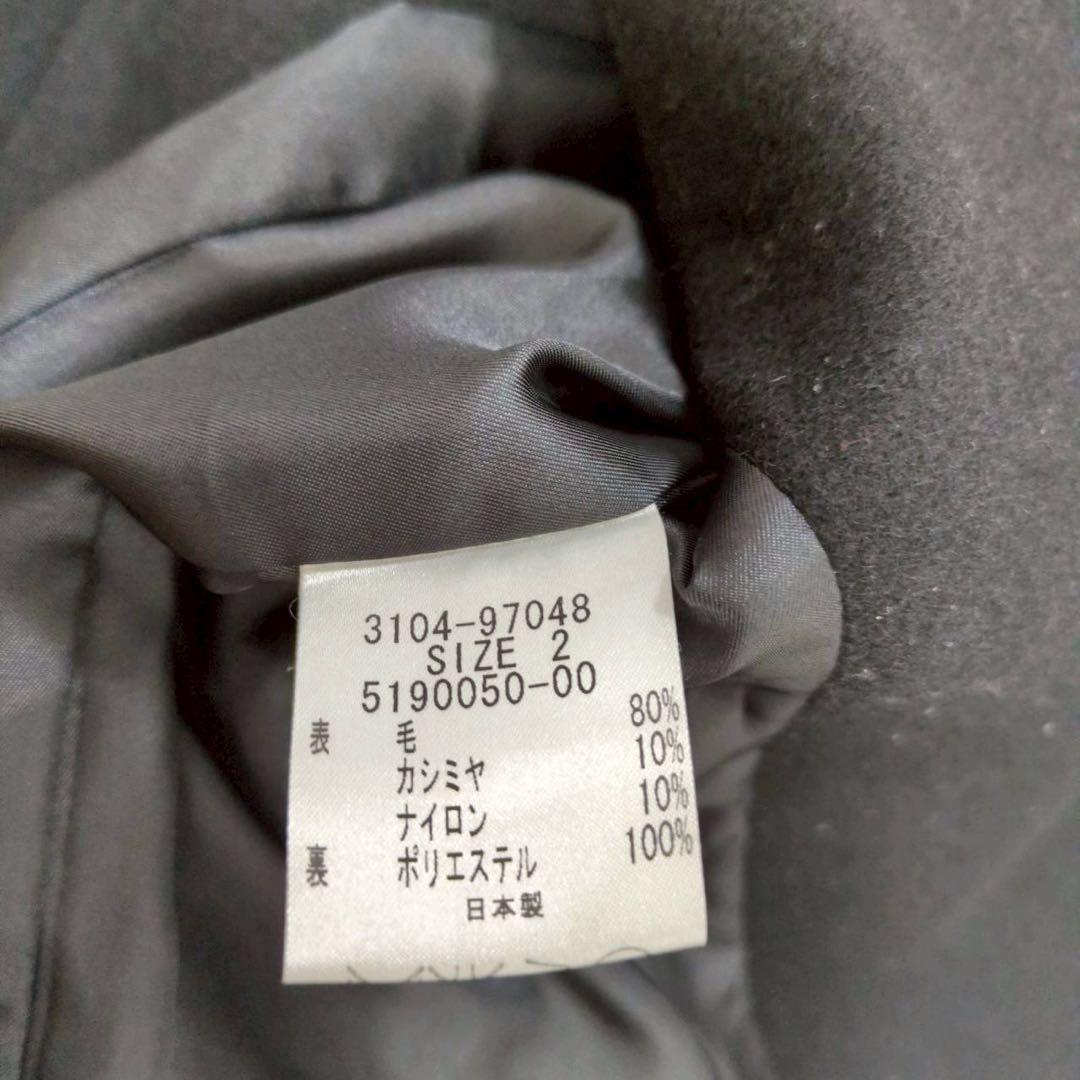 3104-97048
SIZE 2
5190050-00
表 毛 80%
カシミヤ 10%
ナイロン 10%
裏 ポリエステル 100%
日本製